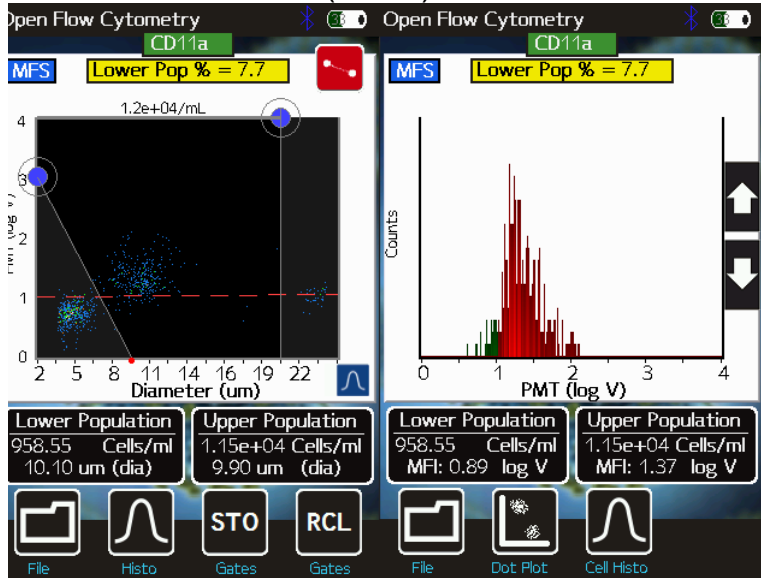 Open Flow Cytometry
CD11a
MFS
Lower Pop % = 7.7
1.2e+04/mL
4
3
2
1
0
PMT (log V)
2 5 8 11 14 16 19 22
Diameter (um)
Lower Population
958.55 Cells/ml
10.10 um (dia)
Upper Population
1.15e+04 Cells/ml
9.90 um (dia)
File
Histo
STO
Gates
RCL
Gates
Open Flow Cytometry
CD11a
MFS
Lower Pop % = 7.7
Counts
0 1 2 3 4
PMT (log V)
Lower Population
958.55 Cells/ml
MFI: 0.89 log V
Upper Population
1.15e+04 Cells/ml
MFI: 1.37 log V
File
Dot Plot
Cell Histo